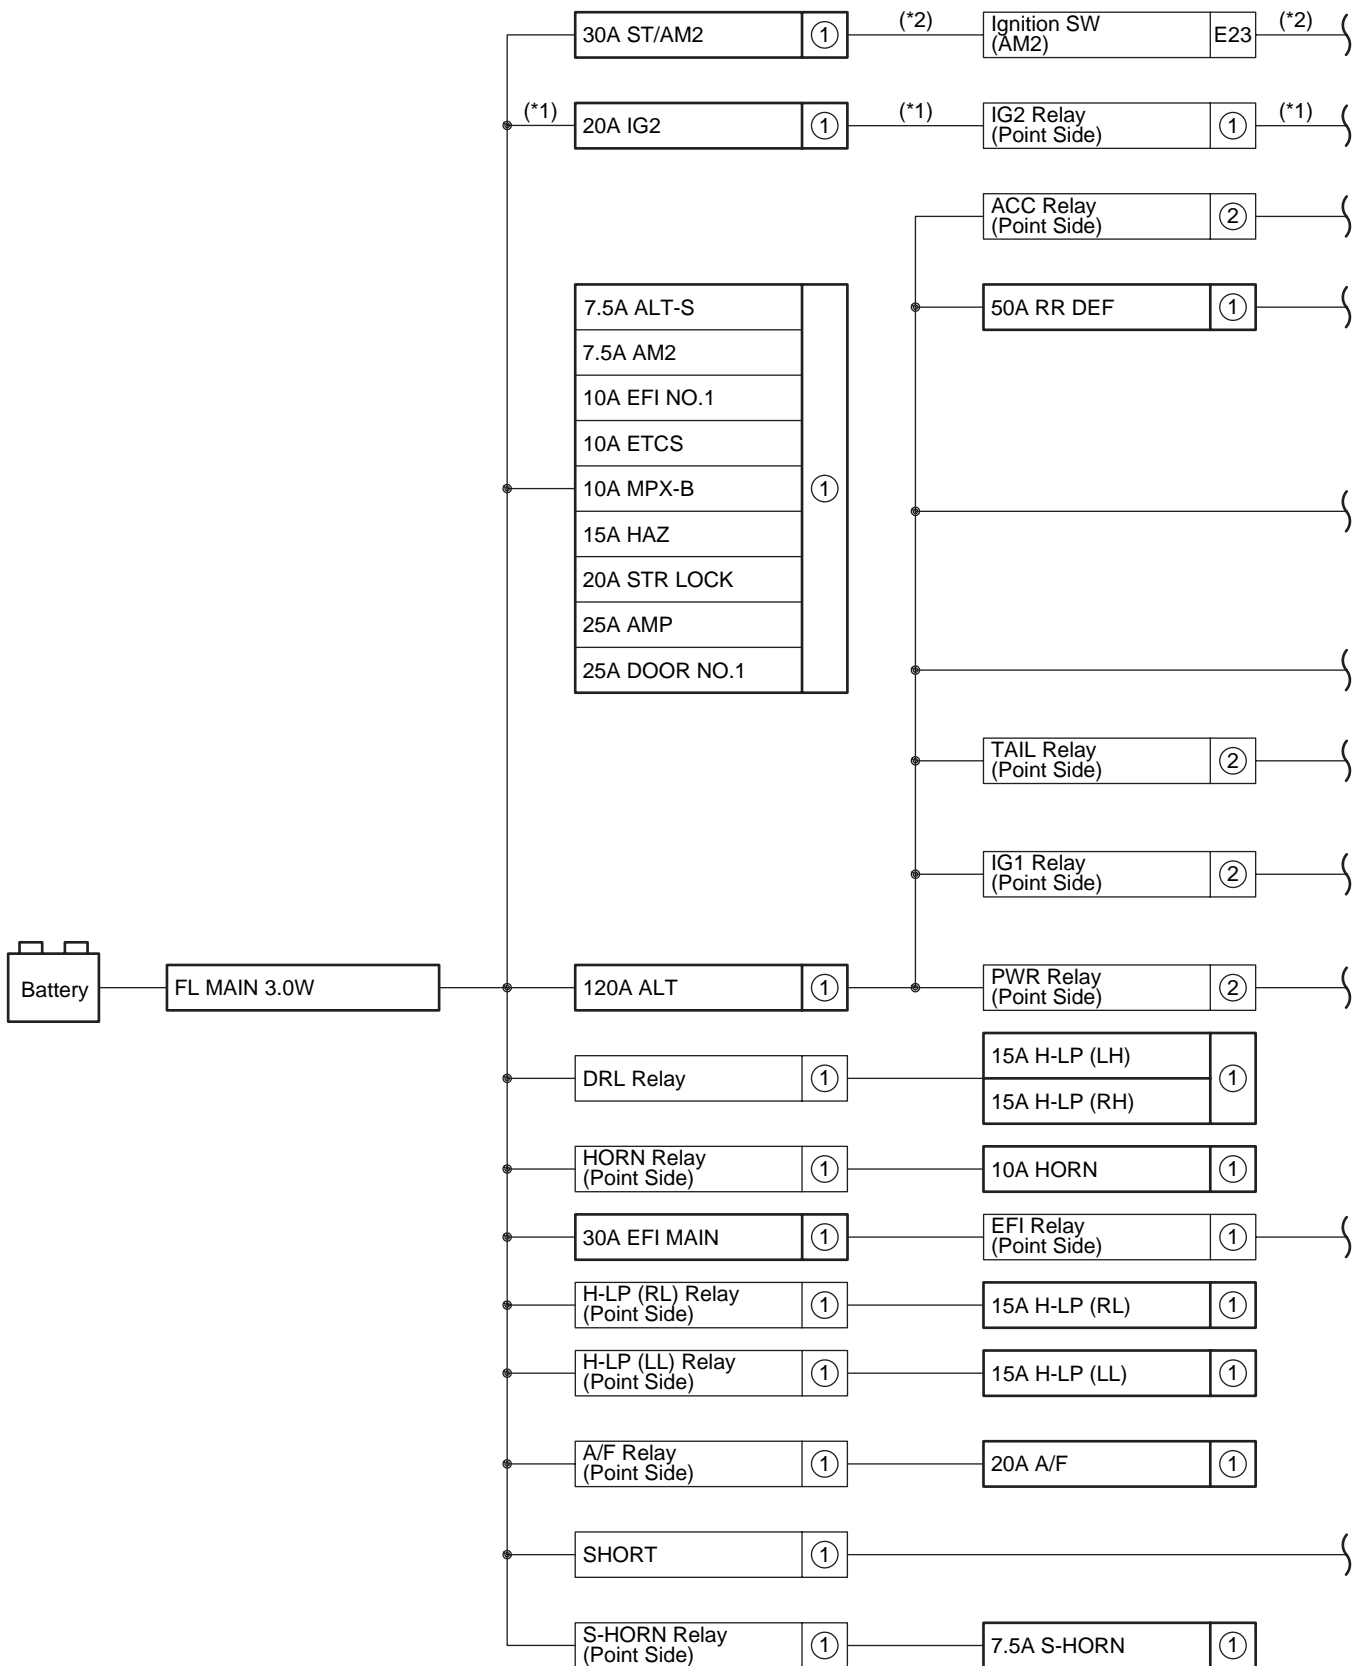 30A ST/AM2 ① (*2) Ignition SW E23 (*2)
(AM2)
(*1) 20A IG2 ① (*1) IG2 Relay ① (*1)
(Point Side)
ACC Relay ②
(Point Side)
7.5A ALT-S 50A RR DEF ①
7.5A AM2
10A EFI NO.1
10A ETCS
10A MPX-B ①
15A HAZ
20A STR LOCK
25A AMP
25A DOOR NO.1
TAIL Relay ②
(Point Side)
IG1 Relay ②
(Point Side)
Battery FL MAIN 3.0W 120A ALT ① PWR Relay ②
(Point Side)
15A H-LP (LH)
DRL Relay ① ①
15A H-LP (RH)
HORN Relay ① 10A HORN ①
(Point Side)
30A EFI MAIN ① EFI Relay ①
(Point Side)
H-LP (RL) Relay ① 15A H-LP (RL) ①
(Point Side)
H-LP (LL) Relay ① 15A H-LP (LL) ①
(Point Side)
A/F Relay ① 20A A/F ①
(Point Side)
SHORT ①
S-HORN Relay ① 7.5A S-HORN ①
(Point Side)